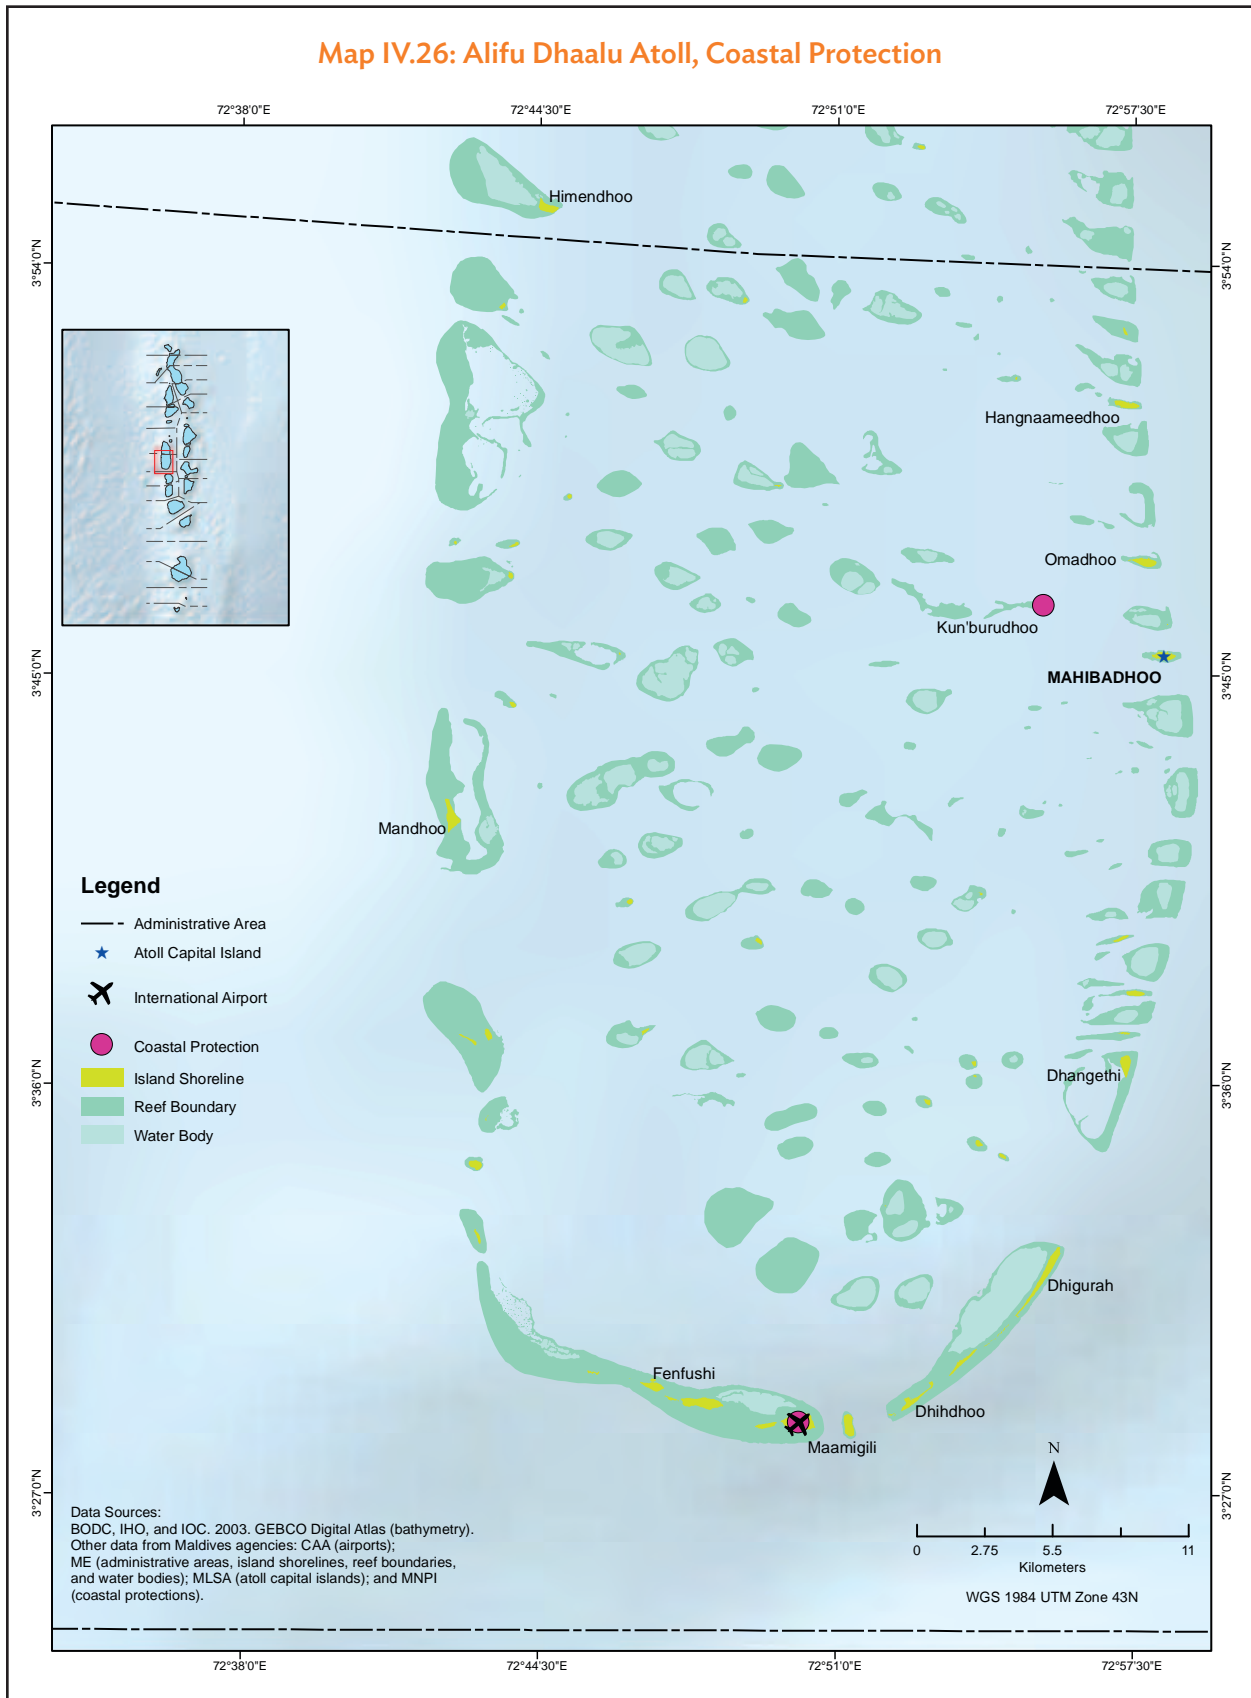 Map IV.26: Alifu Dhaalu Atoll, Coastal Protection
72°38'0"E
72°44'30"E
72°51'0"E
72°57'30"E
Himendhoo
3°54'0"N
3°54'0"N
Hangnaameedhoo
Omadhoo
Kun'burudhoo
3°45'0"N
3°45'0"N
MAHIBADHOO
Mandhoo
Legend
Administrative Area
Atoll Capital Island
International Airport
Coastal Protection
Island Shoreline
Reef Boundary
Water Body
3°36'0"N
3°36'0"N
Dhangethi
Dhigurah
Fenfushi
Dhihdhoo
Maamigili
N
3°27'0"N
3°27'0"N
Data Sources:
BODC, IHO, and IOC. 2003. GEBCO Digital Atlas (bathymetry).
Other data from Maldives agencies: CAA (airports);
ME (administrative areas, island shorelines, reef boundaries,
and water bodies); MLSA (atoll capital islands); and MNPI
(coastal protections).
0 2.75 5.5 11
Kilometers
WGS 1984 UTM Zone 43N
72°38'0"E
72°44'30"E
72°51'0"E
72°57'30"E